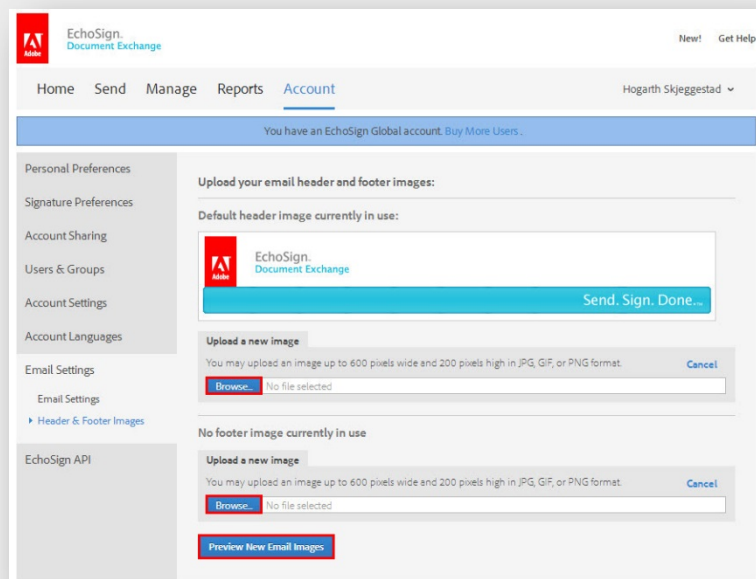 Adobe
EchoSign.
Document Exchange
New! Get Help
Home Send Manage Reports Account
Hogarth Skjeggestad
You have an EchoSign Global account. Buy More Users .
Personal Preferences
Signature Preferences
Account Sharing
Users & Groups
Account Settings
Account Languages
Email Settings
Email Settings
Header & Footer Images
EchoSign API
Upload your email header and footer images:
Default header image currently in use:
Adobe
EchoSign.
Document Exchange
Send. Sign. Done...
Upload a new image
You may upload an image up to 600 pixels wide and 200 pixels high in JPG, GIF, or PNG format.
Cancel
Browse... No file selected
No footer image currently in use
Upload a new image
You may upload an image up to 600 pixels wide and 200 pixels high in JPG, GIF, or PNG format.
Cancel
Browse... No file selected
Preview New Email Images